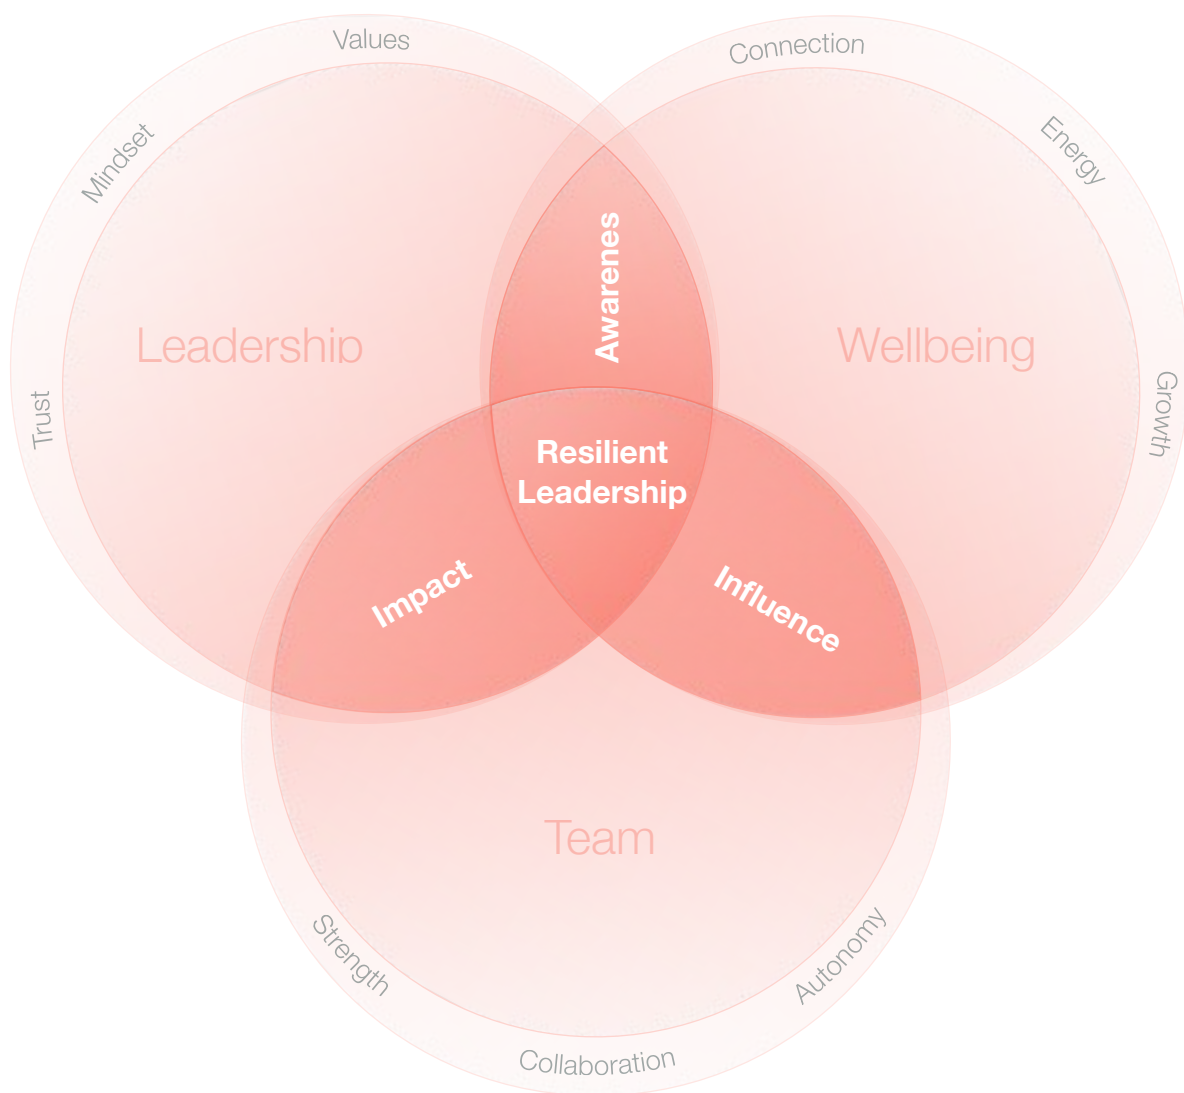 Values
Mindset
Trust
Leadership
Connection
Energy
Growth
Wellbeing
Awarenes
Resilient
Leadership
Impact
Influence
Team
Strength
Collaboration
Autonomy